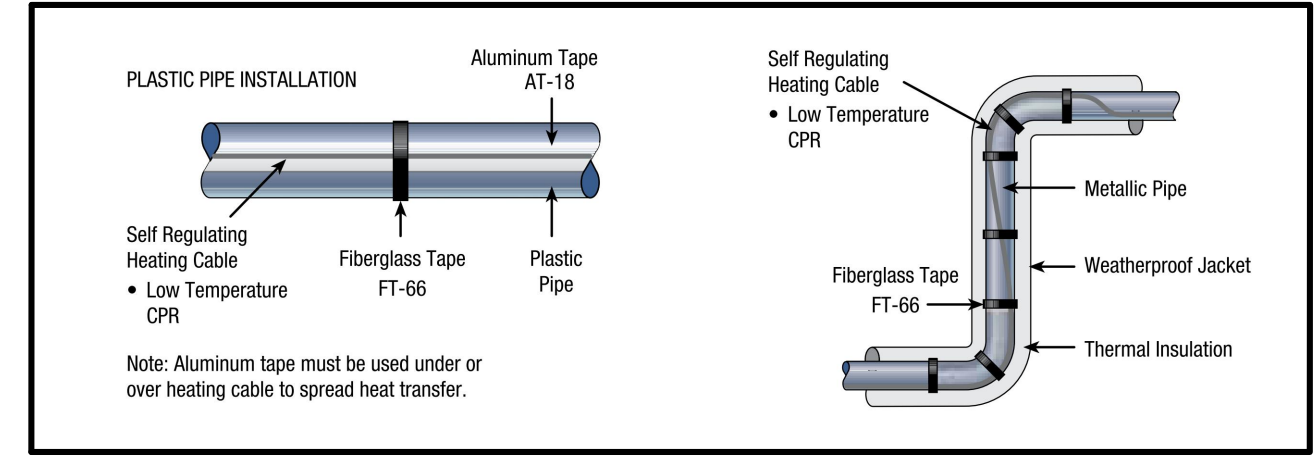 PLASTIC PIPE INSTALLATION
Aluminum Tape
AT-18
Self Regulating
Heating Cable
• Low Temperature
CPR
Fiberglass Tape
FT-66
Plastic
Pipe
Note: Aluminum tape must be used under or
over heating cable to spread heat transfer.
Self Regulating
Heating Cable
• Low Temperature
CPR
Metallic Pipe
Weatherproof Jacket
Fiberglass Tape
FT-66
Thermal Insulation